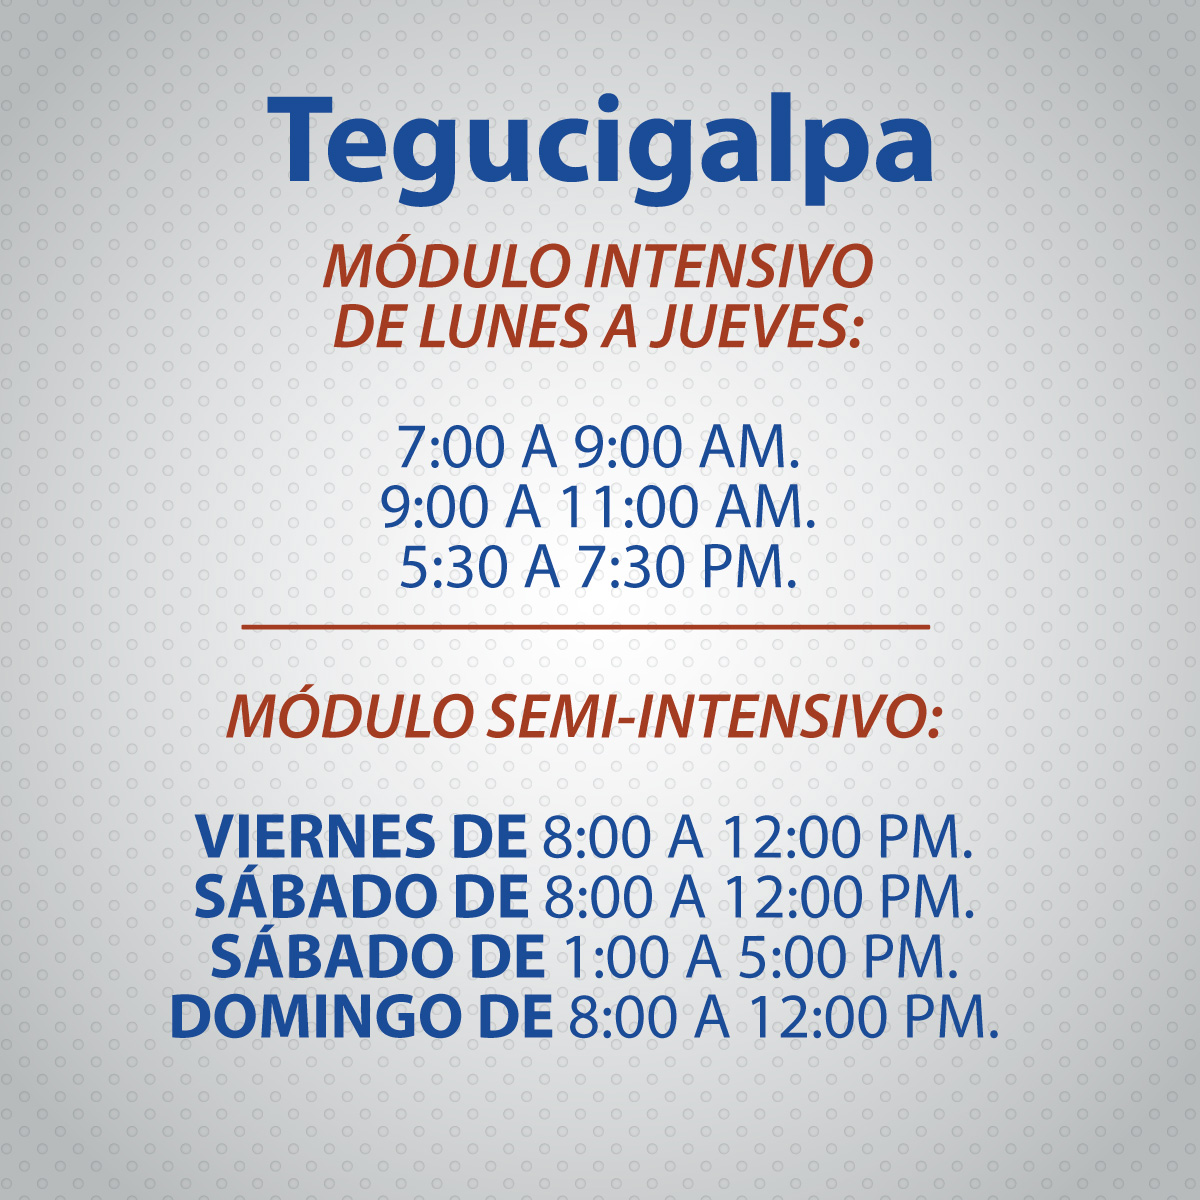 Tegucigalpa
MÓDULO INTENSIVO
DE LUNES A JUEVES:
7:00 A 9:00 AM.
9:00 A 11:00 AM.
5:30 A 7:30 PM.
MÓDULO SEMI-INTENSIVO:
VIERNES DE 8:00 A 12:00 PM.
SÁBADO DE 8:00 A 12:00 PM.
SÁBADO DE 1:00 A 5:00 PM.
DOMINGO DE 8:00 A 12:00 PM.